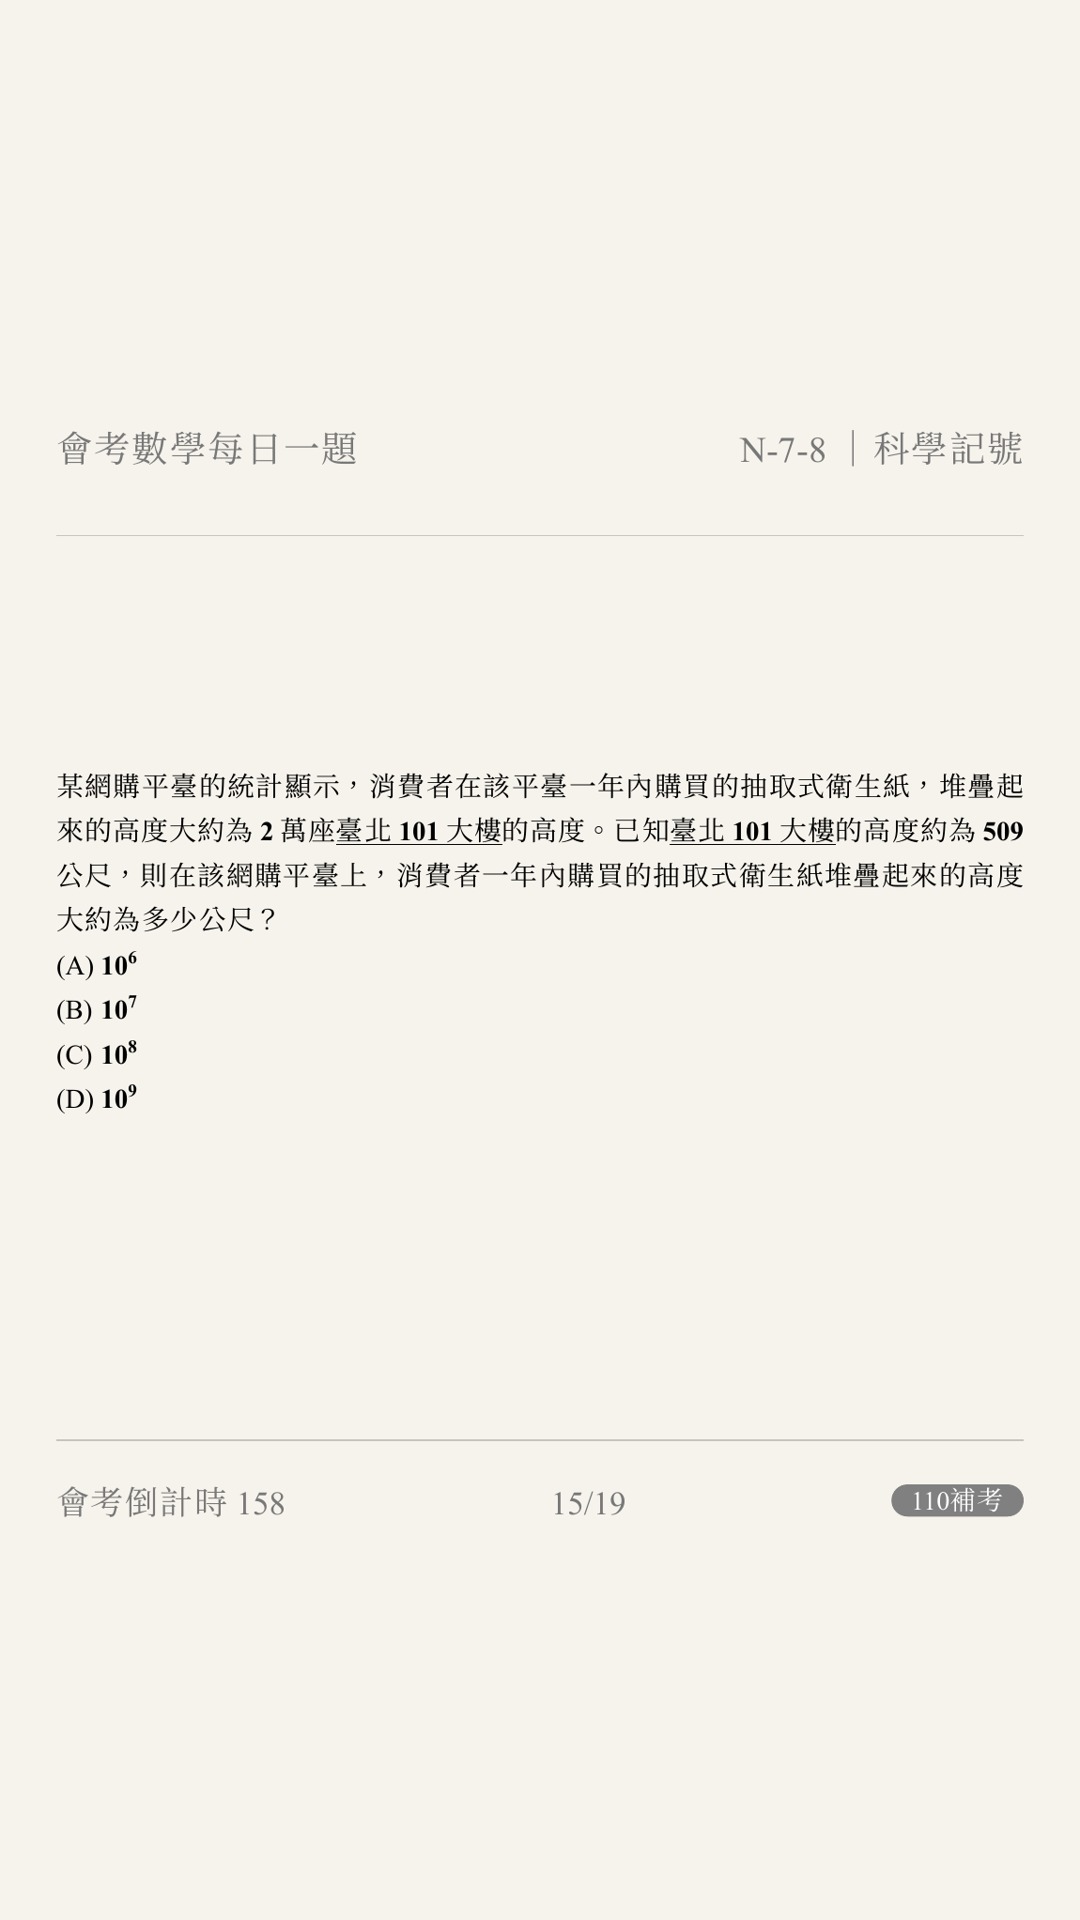 會考數學每日一題
N-7-8｜科學記號
某網購平臺的統計顯示，消費者在該平臺一年內購買的抽取式衛生紙，堆疊起
來的高度大約為 2 萬座臺北 101 大樓的高度。已知臺北 101 大樓的高度約為 509
公尺，則在該網購平臺上，消費者一年內購買的抽取式衛生紙堆疊起來的高度
大約為多少公尺？
(A) 10⁶
(B) 10⁷
(C) 10⁸
(D) 10⁹
會考倒計時 158
15/19
110補考